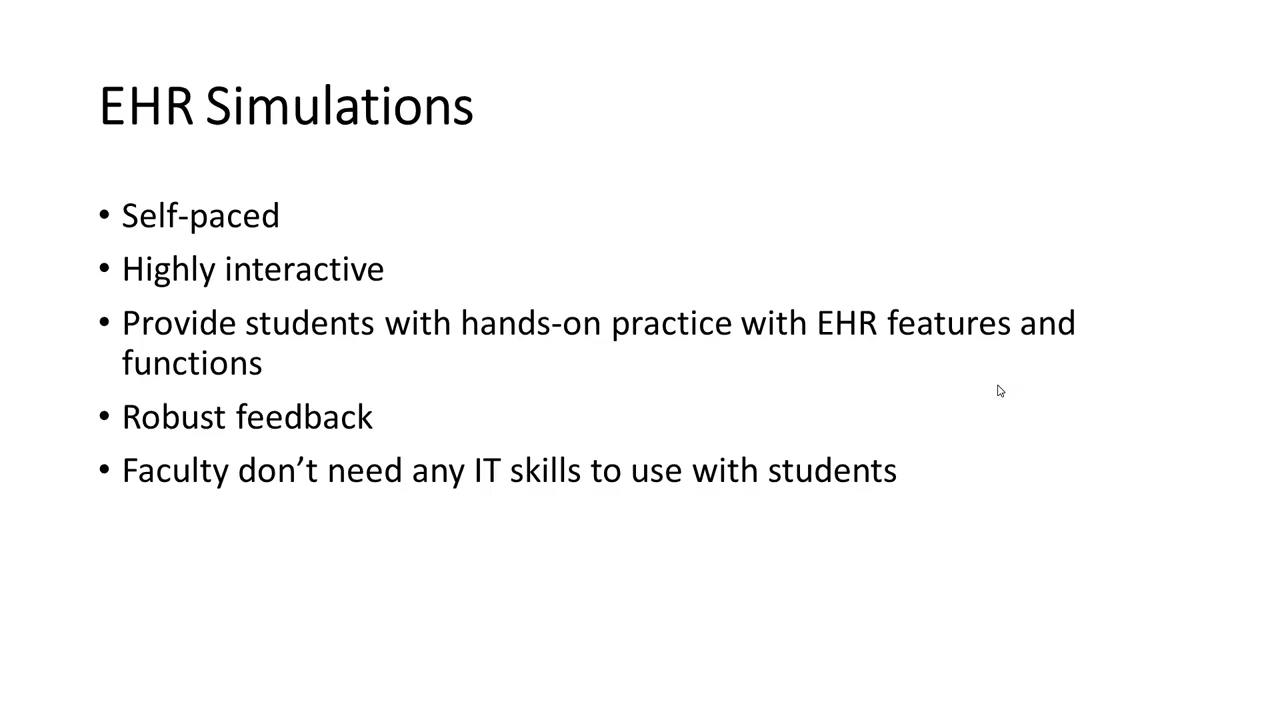 EHR Simulations
• Self-paced
• Highly interactive
• Provide students with hands-on practice with EHR features and
functions
• Robust feedback
• Faculty don’t need any IT skills to use with students